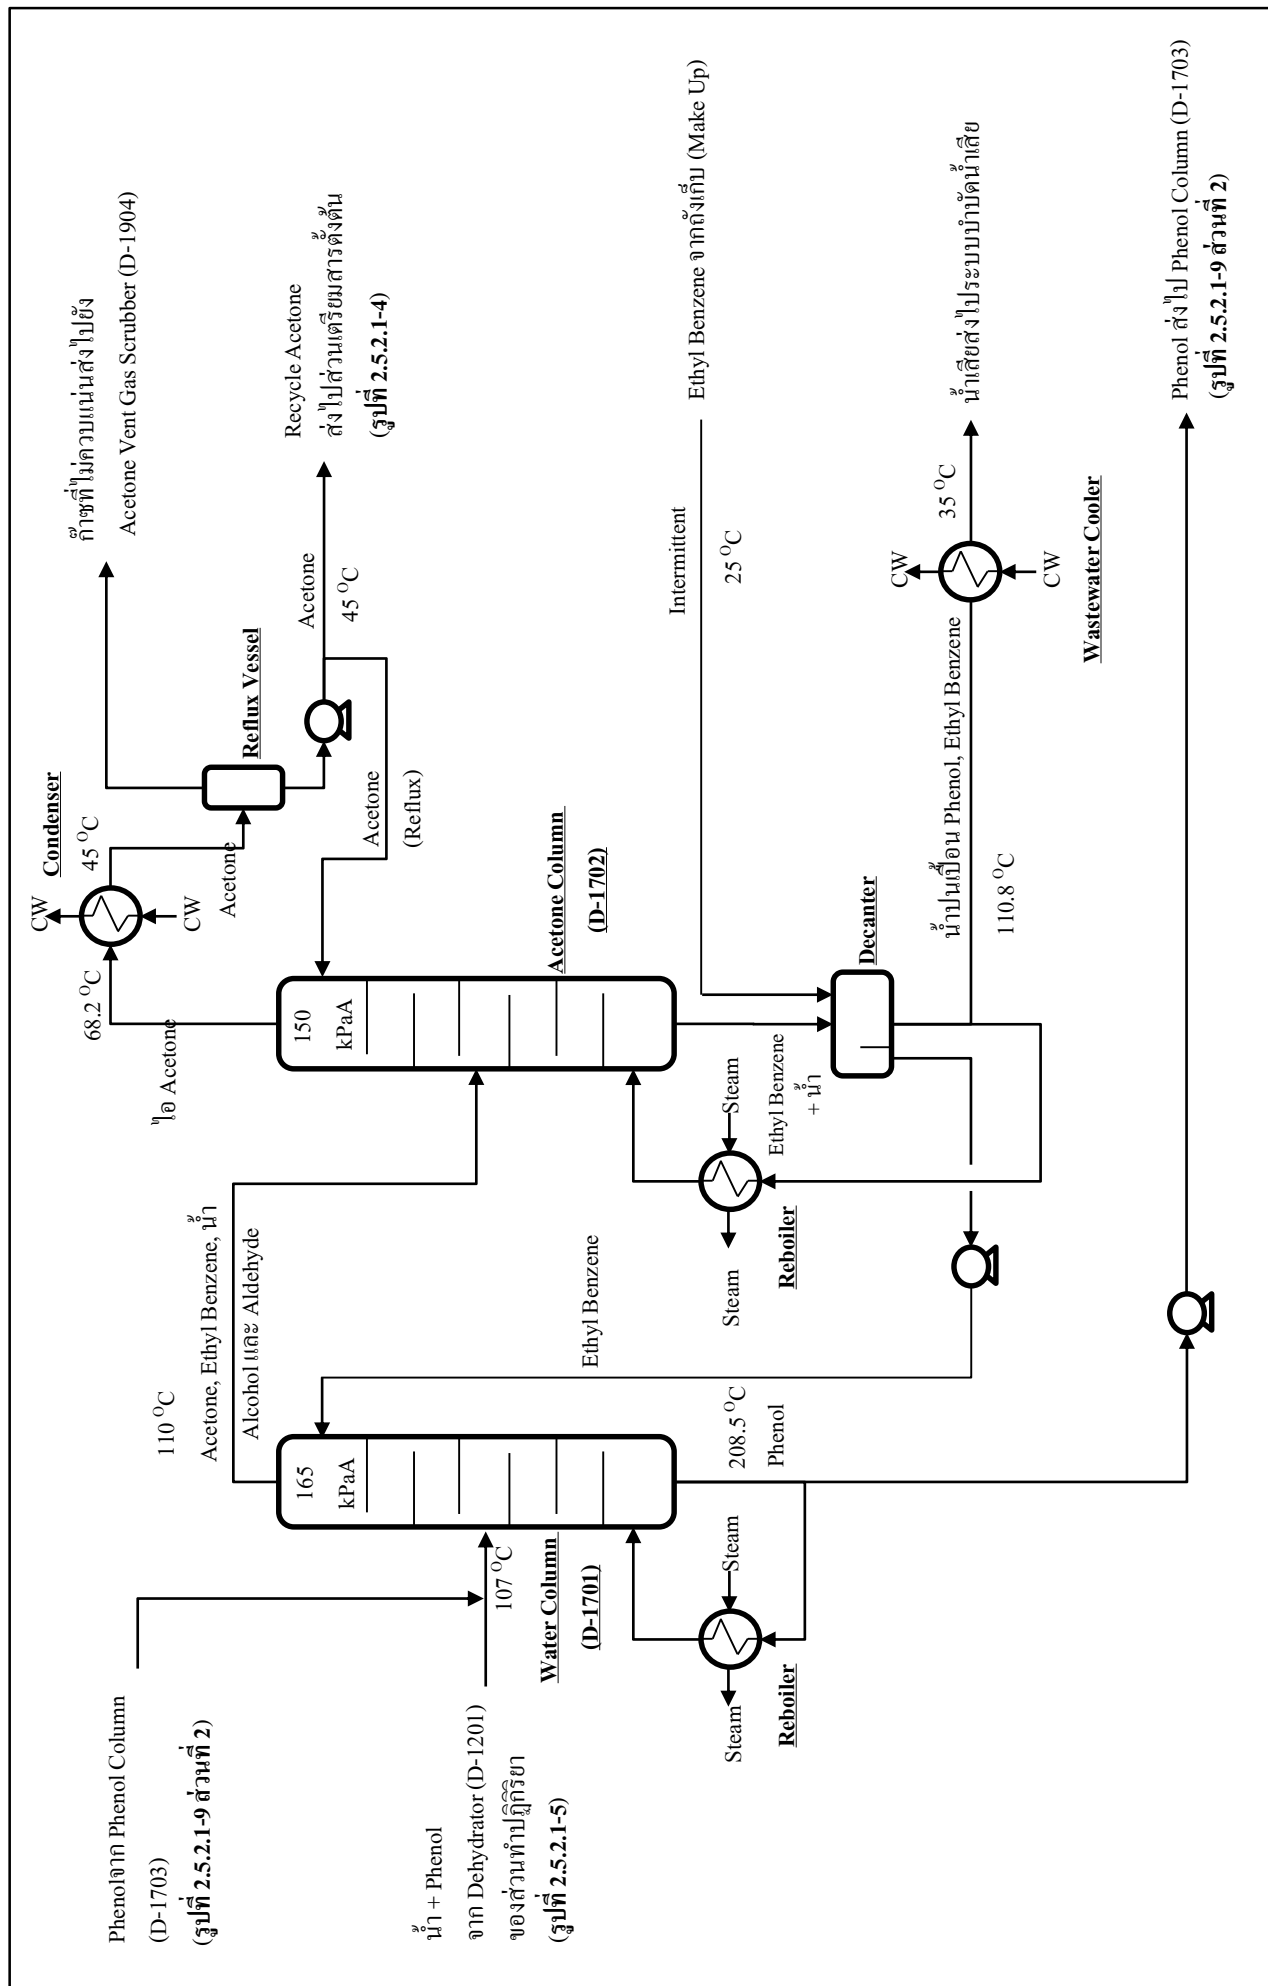 Phenolจาก Phenol Column
(D-1703)
(รูปที่ 2.5.2.1-9 ส่วนที่ 2)
น้ำ + Phenol
จาก Dehydrator (D-1201)
ของส่วนทำปฏิกิริยา
(รูปที่ 2.5.2.1-5)
107 °C
165
kPaA
Water Column
(D-1701)
Steam
Steam
Reboiler
208.5 °C
Phenol
110 °C
Acetone, Ethyl Benzene, น้ำ
Alcohol และ Aldehyde
Ethyl Benzene
ไอ Acetone
68.2 °C
CW
CW
Condenser
45 °C
Acetone
Reflux Vessel
ก๊าซที่ไม่ควบแน่นส่งไปยัง
Acetone Vent Gas Scrubber (D-1904)
Acetone
45 °C
Recycle Acetone
ส่งไปส่วนเตรียมสารตั้งต้น
(รูปที่ 2.5.2.1-4)
Acetone
(Reflux)
150
kPaA
Acetone Column
(D-1702)
Steam
Steam
Reboiler
Ethyl Benzene
+ น้ำ
Decanter
Intermittent
25 °C
Ethyl Benzene จากถังเก็บ (Make Up)
น้ำปนเปื้อน Phenol, Ethyl Benzene
110.8 °C
CW
CW
Wastewater Cooler
35 °C
น้ำเสียส่งไประบบบำบัดน้ำเสีย
Phenol ส่งไป Phenol Column (D-1703)
(รูปที่ 2.5.2.1-9 ส่วนที่ 2)